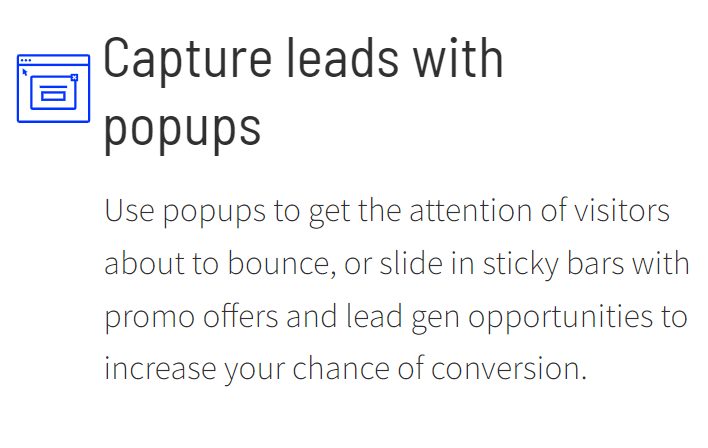 Capture leads with
popups
Use popups to get the attention of visitors
about to bounce, or slide in sticky bars with
promo offers and lead gen opportunities to
increase your chance of conversion.